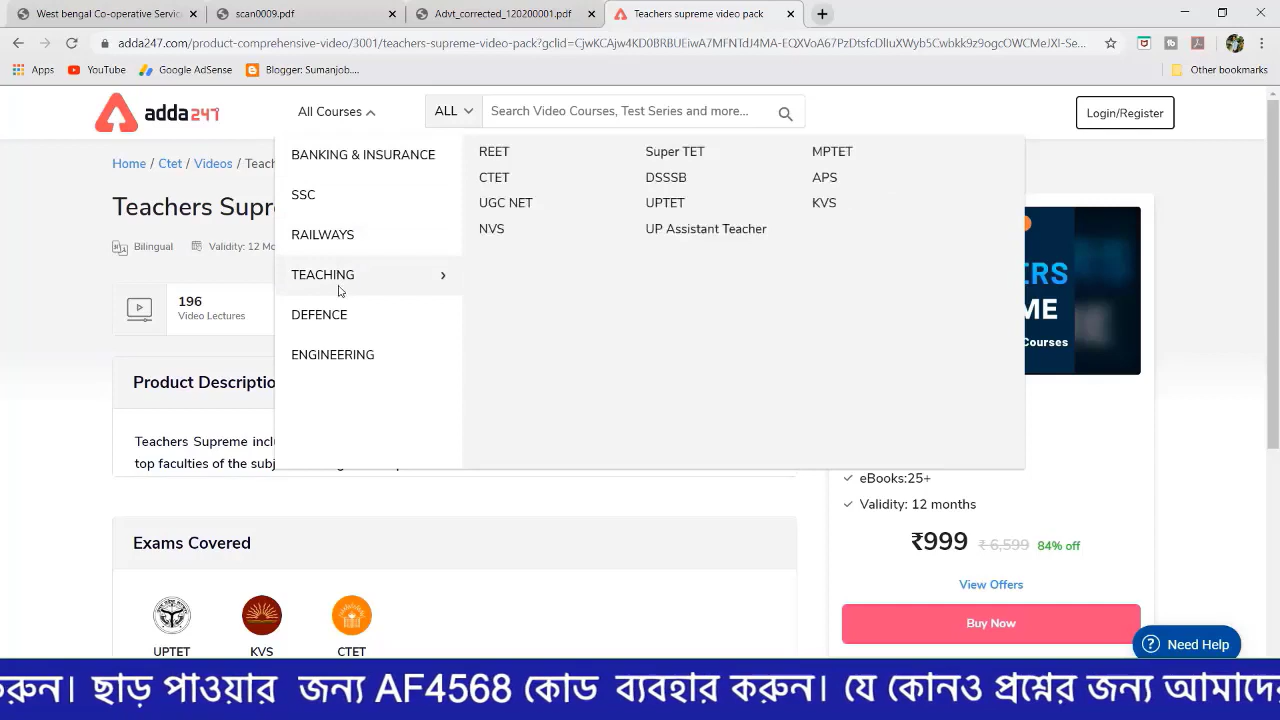 West bengal Co-operative Servic
scan0009.pdf
Advt_corrected_120200001.pdf
Teachers supreme video pack
adda247.com/product-comprehensive-video/3001/teachers-supreme-video-pack?gclid=
Apps
YouTube
Google AdSense
Blogger: Sumanjob....
Other bookmarks
adda247
All Courses
ALL
Search Video Courses, Test Series and more...
Login/Register
Home / Ctet / Videos / Teach
BANKING & INSURANCE
SSC
RAILWAYS
TEACHING
DEFENCE
ENGINEERING
REET
Super TET
MPTET
CTET
DSSSB
APS
UGC NET
UPTET
KVS
NVS
UP Assistant Teacher
Teachers Supr
Bilingual
Validity: 12 Mo
196
Video Lectures
ERS
ME
Courses
Product Descriptio
Teachers Supreme incl
top faculties of the subj
eBooks:25+
Validity: 12 months
₹999 ₹ 6,599 84% off
View Offers
Buy Now
Exams Covered
UPTET
KVS
CTET
Need Help
করুন। ছাড় পাওয়ার জন্য AF4568 কোড ব্যবহার করুন। যে কোনও প্রশ্নের জন্য আমাদে